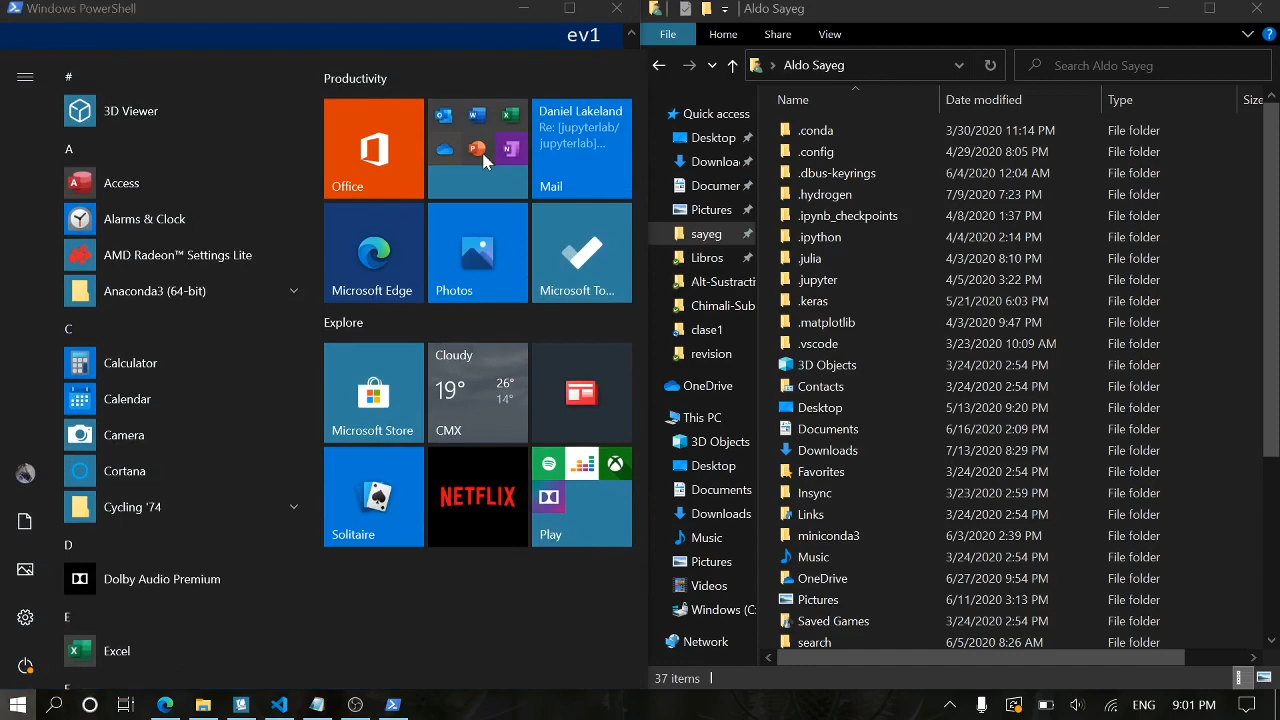 Windows PowerShell
ev1
#
3D Viewer
A
Access
Alarms & Clock
AMD Radeon™ Settings Lite
Anaconda3 (64-bit)
C
Calculator
Calendar
Camera
Cortana
Cycling '74
D
Dolby Audio Premium
E
Excel
Productivity
Office
Daniel Lakeland
Re: [jupyterlab/
jupyterlab]...
Mail
Microsoft Edge
Photos
Microsoft To...
Explore
Microsoft Store
Cloudy
19° 26°
14°
CMX
Solitaire
NETFLIX
Play
Aldo Sayeg
File Home Share View
Aldo Sayeg
Search Aldo Sayeg
Quick access
Desktop
Downloa
Documer
Pictures
sayeg
Libros
Alt-Sustracti
Chimali-Sub
clase1
revision
OneDrive
This PC
3D Objects
Desktop
Documents
Downloads
Music
Pictures
Videos
Windows (C:
Network
Name Date modified Type Size
.conda 3/30/2020 11:14 PM File folder
.config 4/29/2020 8:05 PM File folder
.dbus-keyrings 6/4/2020 12:04 AM File folder
.hydrogen 7/9/2020 7:23 PM File folder
.ipynb_checkpoints 4/8/2020 1:37 PM File folder
.ipython 4/4/2020 2:14 PM File folder
.julia 4/3/2020 8:10 PM File folder
.jupyter 4/5/2020 3:22 PM File folder
.keras 5/21/2020 6:03 PM File folder
.matplotlib 4/3/2020 9:47 PM File folder
.vscode 3/23/2020 10:09 AM File folder
3D Objects 3/24/2020 2:54 PM File folder
Contacts 3/24/2020 2:54 PM File folder
Desktop 5/13/2020 9:20 PM File folder
Documents 6/16/2020 2:09 PM File folder
Downloads 7/13/2020 8:29 PM File folder
Favorites 3/24/2020 2:54 PM File folder
Insync 3/23/2020 2:59 PM File folder
Links 3/24/2020 2:54 PM File folder
miniconda3 6/3/2020 2:39 PM File folder
Music 3/24/2020 2:54 PM File folder
OneDrive 6/27/2020 9:54 PM File folder
Pictures 6/11/2020 3:13 PM File folder
Saved Games 3/24/2020 2:54 PM File folder
search 6/5/2020 8:26 AM File folder
37 items
ENG 9:01 PM